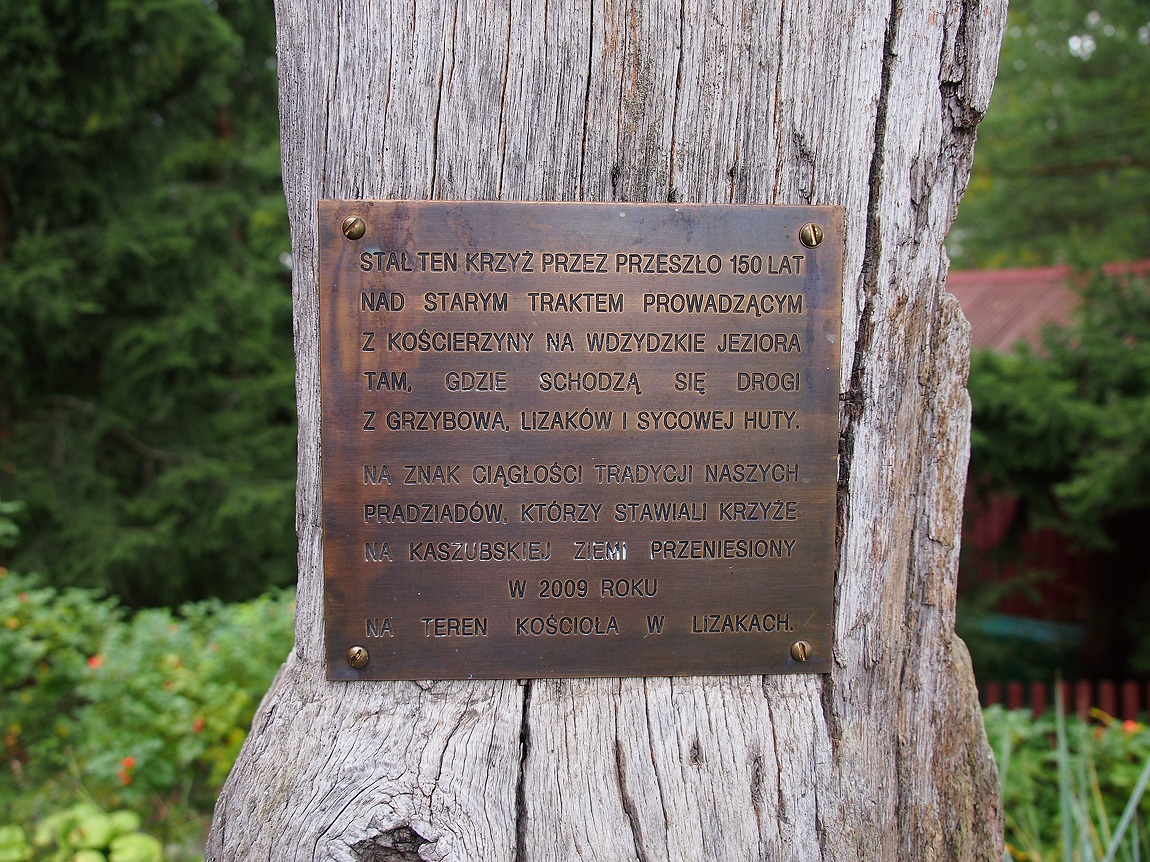 STAŁ TEN KRZYŻ PRZEZ PRZESZŁO 150 LAT
NAD STARYM TRAKTEM PROWADZĄCYM
Z KOŚCIERZYNY NA WDZYDZKIE JEZIORA
TAM, GDZIE SCHODZĄ SIĘ DROGI
Z GRZYBOWA, LIZAKÓW I SYCOWEJ HUTY.
NA ZNAK CIĄGŁOŚCI TRADYCJI NASZYCH
PRADZIADÓW, KTÓRZY STAWIALI KRZYŻE
NA KASZUBSKIEJ ZIEMI PRZENIESIONY
W 2009 ROKU
NA TEREN KOŚCIOŁA W LIZAKACH.